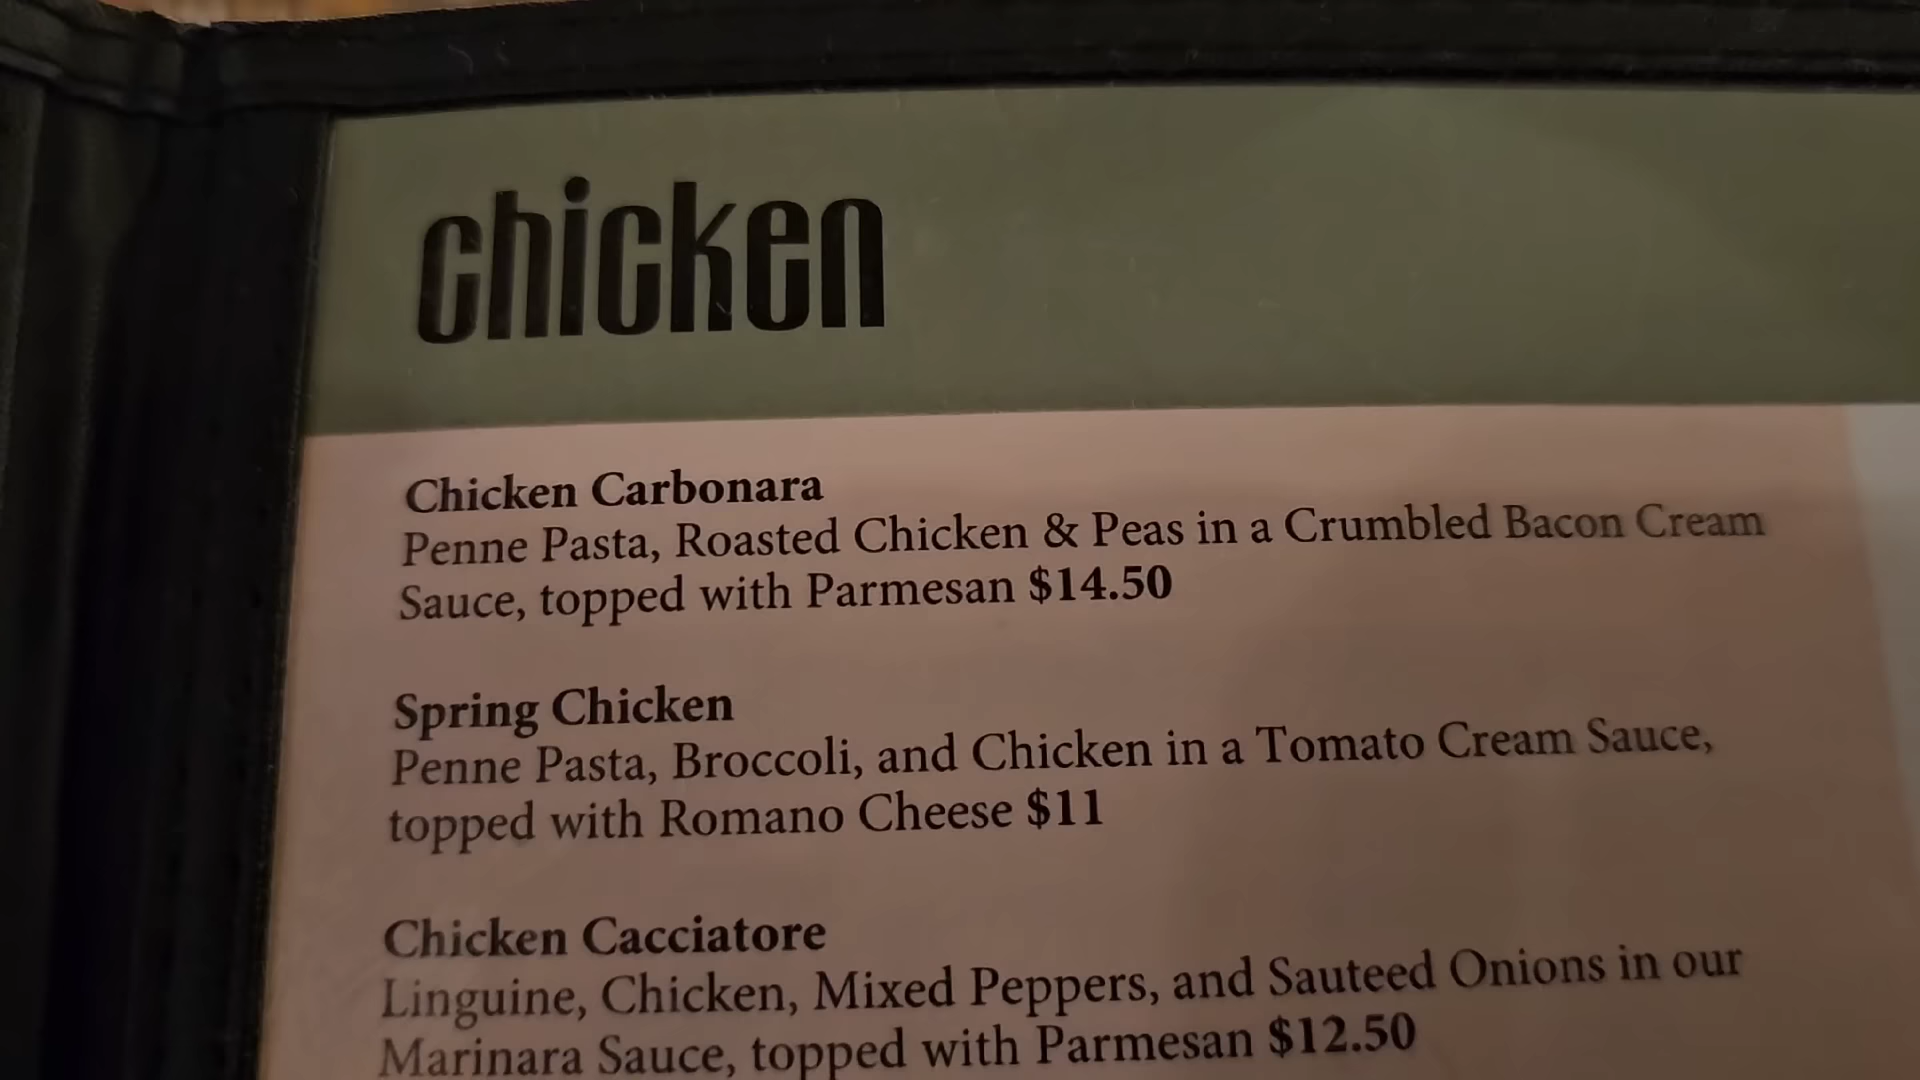 chicken
Chicken Carbonara
Penne Pasta, Roasted Chicken & Peas in a Crumbled Bacon Cream
Sauce, topped with Parmesan $14.50
Spring Chicken
Penne Pasta, Broccoli, and Chicken in a Tomato Cream Sauce,
topped with Romano Cheese $11
Chicken Cacciatore
Linguine, Chicken, Mixed Peppers, and Sauteed Onions in our
Marinara Sauce, topped with Parmesan $12.50